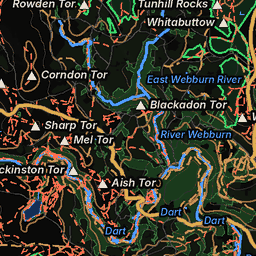 Rowden Tor
Tunhill Rocks
Whitabuttow
Corndon Tor
East Webburn River
Blackadon Tor
Sharp Tor
River Webburn
Mel Tor
ckinston Tor
Aish Tor
Dart
Dart
Dart